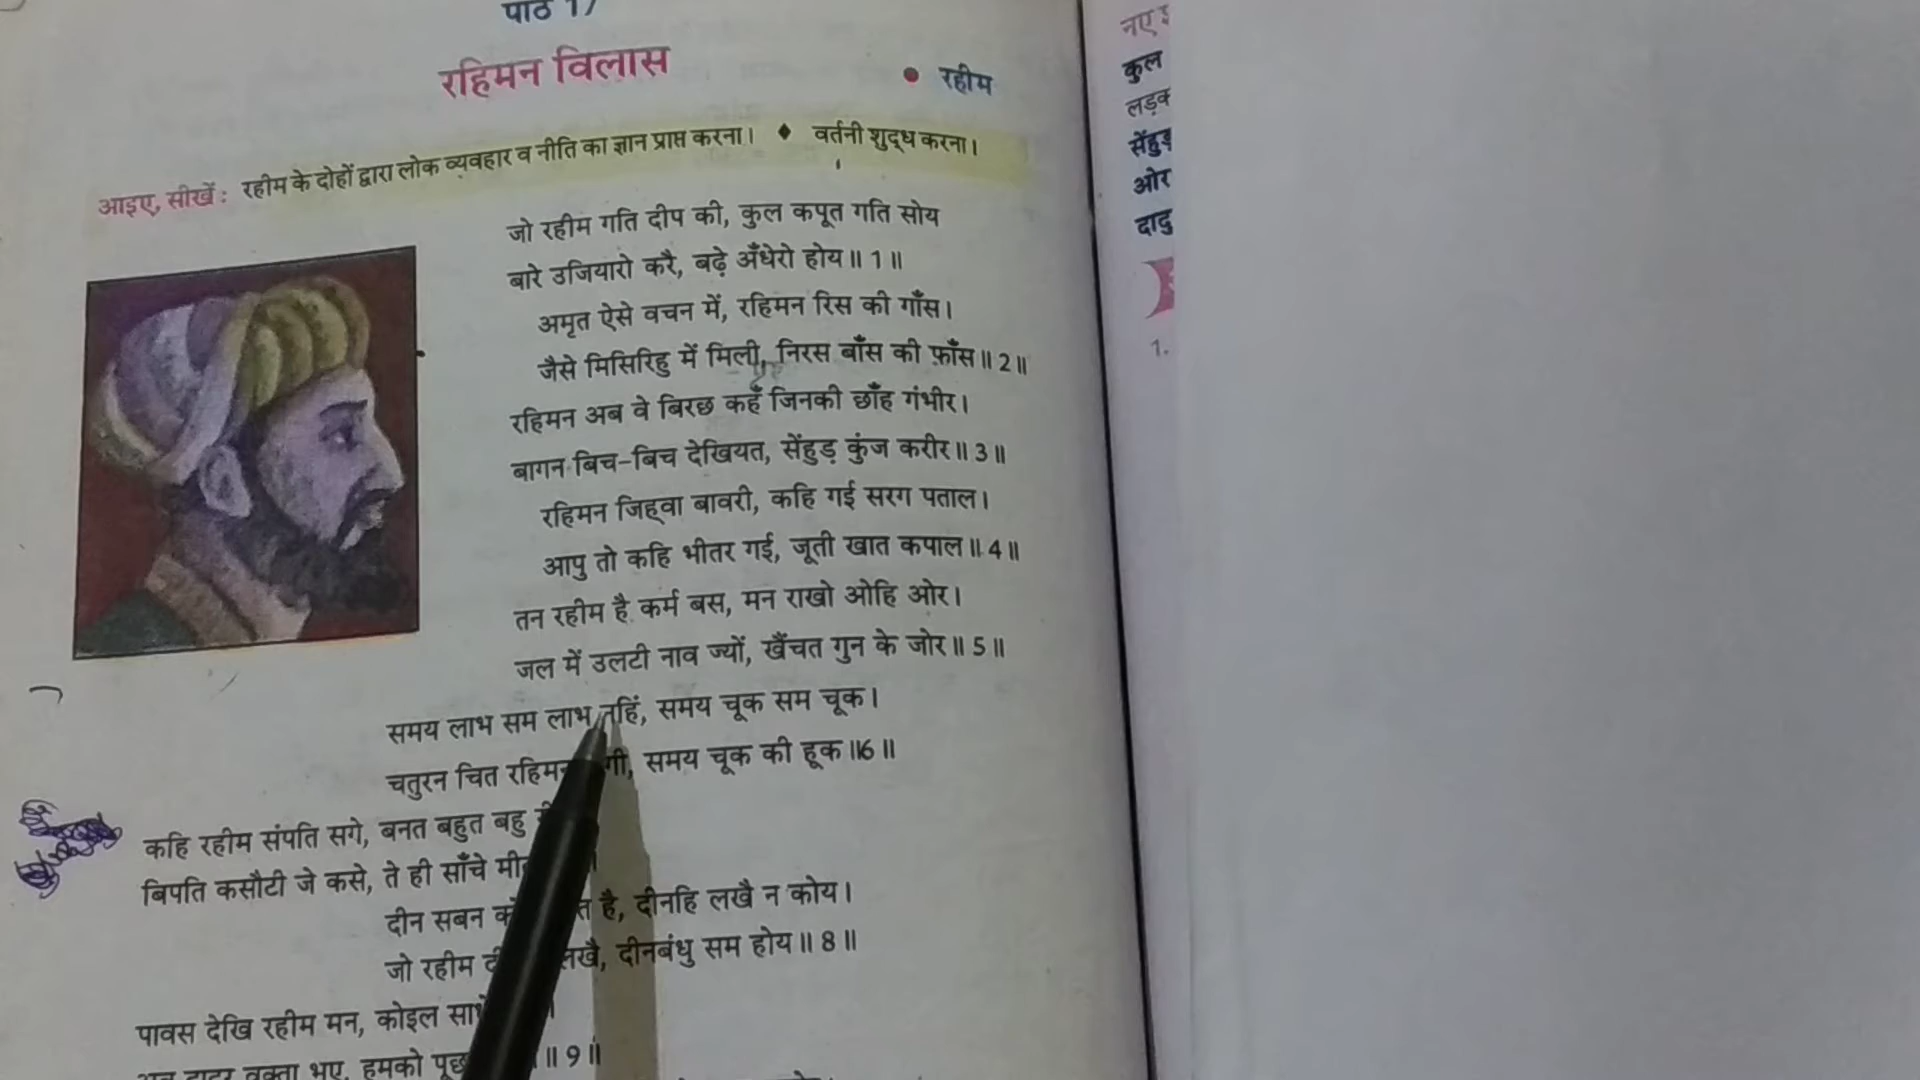 पाठ 17
रहिमन विलास
• रहीम
आइए, सीखें : रहीम के दोहों द्वारा लोक व्यवहार व नीति का ज्ञान प्राप्त करना। ♦ वर्तनी शुद्ध करना।
जो रहीम गति दीप की, कुल कपूत गति सोय
बारे उजियारो करै, बढ़े अँधेरो होय॥1॥
अमृत ऐसे वचन में, रहिमन रिस की गाँस।
जैसे मिसिरिहु में मिली, निरस बाँस की फ़ाँस॥2॥
रहिमन अब वे बिरछ कहँ जिनकी छाँह गंभीर।
बागन बिच-बिच देखियत, सेंहुड़ कुंज करीर॥3॥
रहिमन जिह्वा बावरी, कहि गई सरग पताल।
आपु तो कहि भीतर गई, जूती खात कपाल॥4॥
तन रहीम है कर्म बस, मन राखो ओहि ओर।
जल में उलटी नाव ज्यों, खैंचत गुन के जोर॥5॥
समय लाभ सम लाभ नहिं, समय चूक सम चूक।
चतुरन चित रहिमन समय चूक की हूक॥6॥
कहि रहीम संपति सगे, बनत बहुत बहु
बिपति कसौटी जे कसे, ते ही साँचे
दीन सबन है, दीनहि लखै न कोय।
जो रहीम लखै, दीनबंधु सम होय॥8॥
पावस देखि रहीम मन, कोइल
वक्ता भए, हमको ॥9॥
कुल
ओर
1.